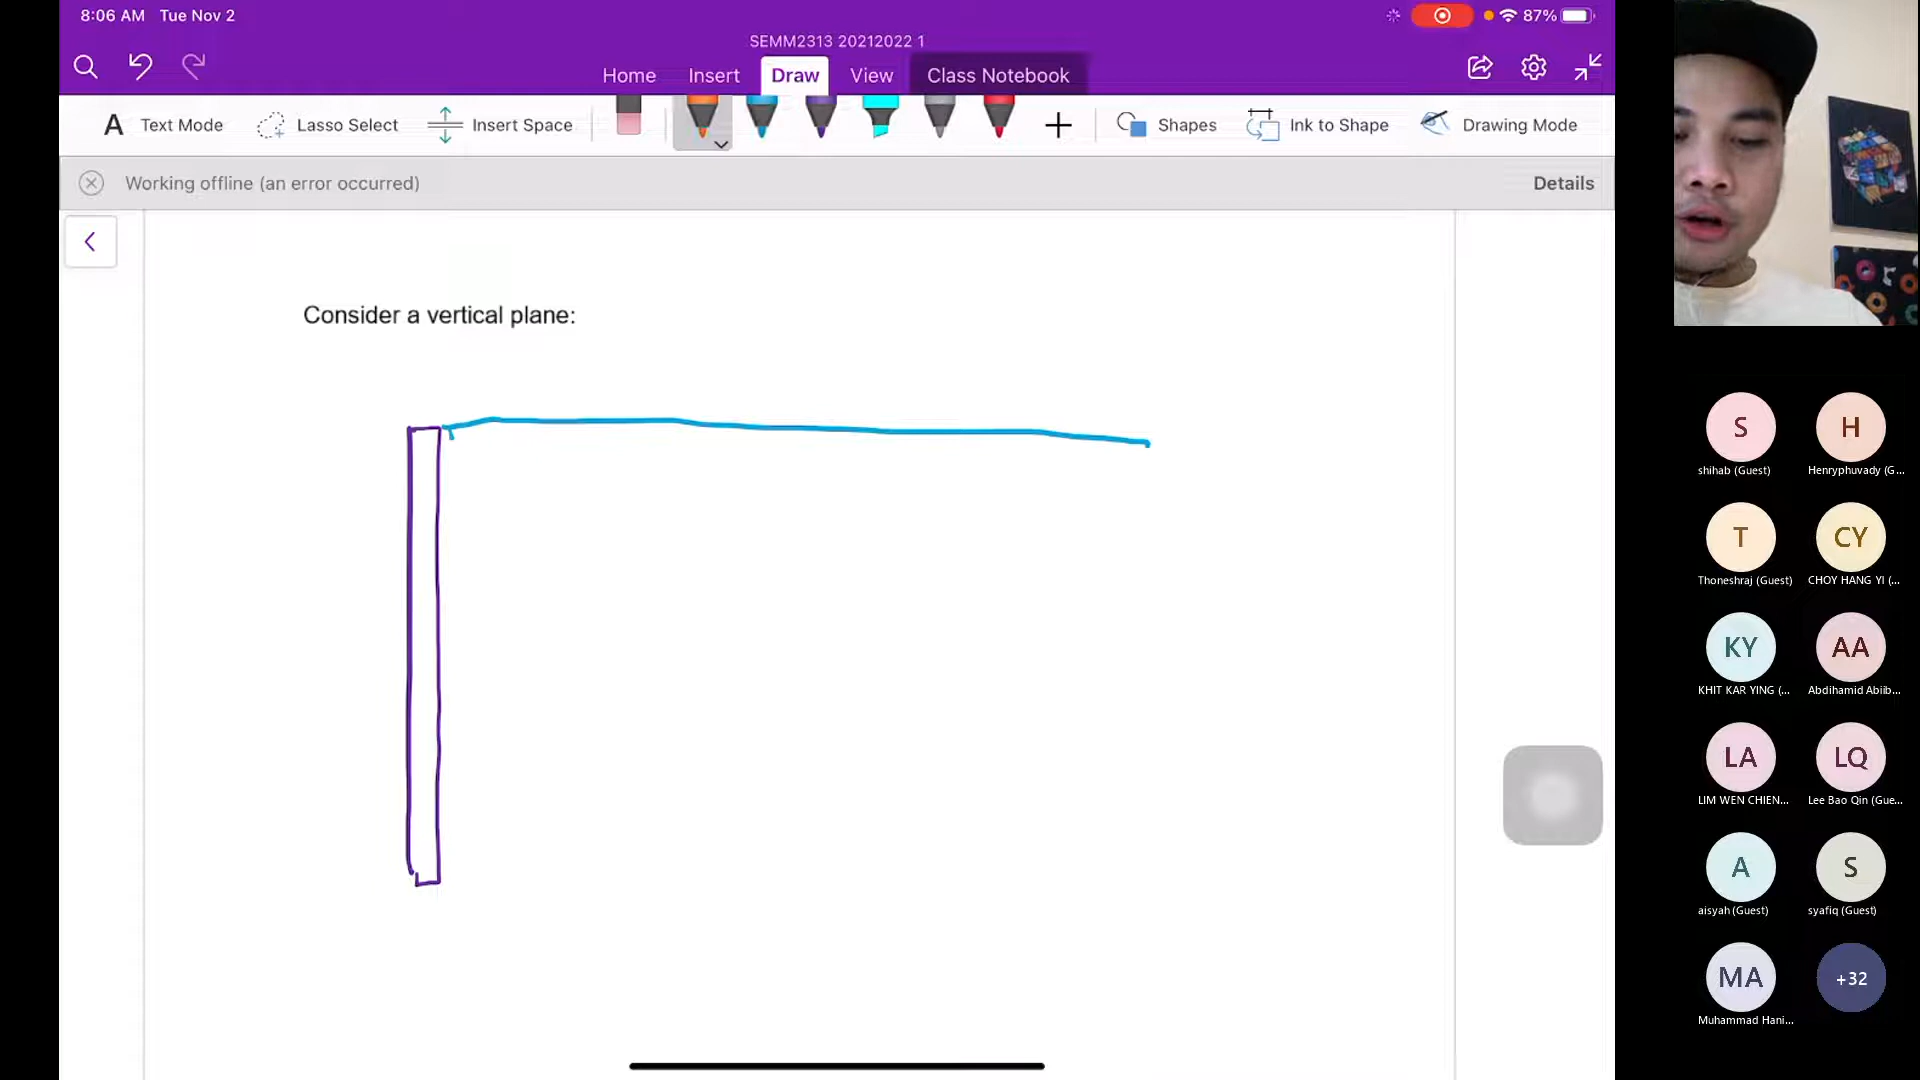 8:06 AM Tue Nov 2
87%
SEMM2313 20212022 1
Home Insert Draw View Class Notebook
A Text Mode Lasso Select Insert Space Shapes Ink to Shape Drawing Mode
Working offline (an error occurred)
Details
Consider a vertical plane:
S H
shihab (Guest) Henryphuvady (G...
T CY
Thoneshraj (Guest) CHOY HANG YI (...
KY AA
KHIT KAR YING (... Abdihamid Abiib...
LA LQ
LIM WEN CHIEN... Lee Bao Qin (Gue...
A S
aisyah (Guest) syafiq (Guest)
MA +32
Muhammad Hani...